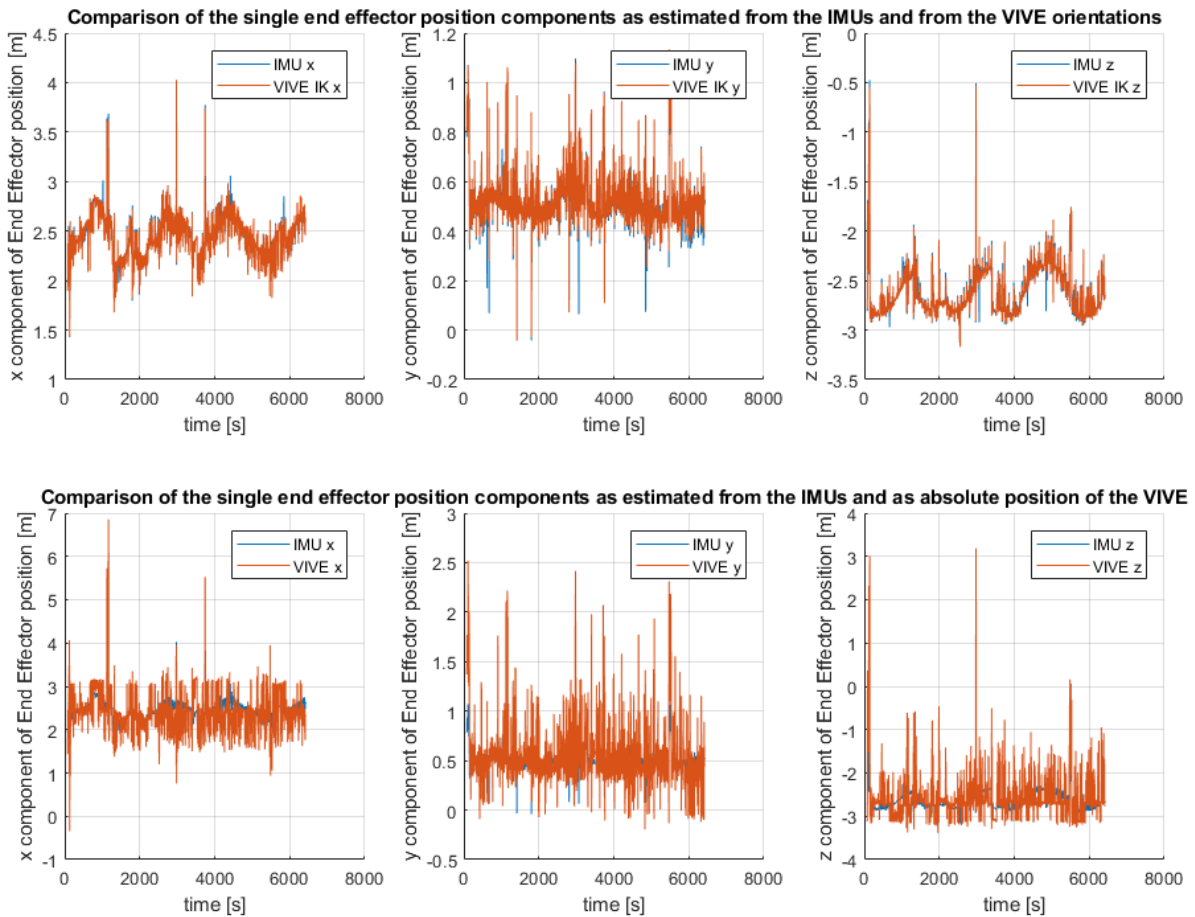 Comparison of the single end effector position components as estimated from the IMUs and from the VIVE orientations
x component of End Effector position [m]
4.5
4
3.5
3
2.5
2
1.5
1
IMU x
VIVE IK x
0 2000 4000 6000 8000
time [s]
y component of End Effector position [m]
1.2
1
0.8
0.6
0.4
0.2
0
-0.2
IMU y
VIVE IK y
0 2000 4000 6000 8000
time [s]
z component of End Effector position [m]
0
-0.5
-1
-1.5
-2
-2.5
-3
-3.5
IMU z
VIVE IK z
0 2000 4000 6000 8000
time [s]
Comparison of the single end effector position components as estimated from the IMUs and as absolute position of the VIVE
x component of End Effector position [m]
7
6
5
4
3
2
1
0
-1
IMU x
VIVE x
0 2000 4000 6000 8000
time [s]
y component of End Effector position [m]
3
2.5
2
1.5
1
0.5
0
-0.5
IMU y
VIVE y
0 2000 4000 6000 8000
time [s]
z component of End Effector position [m]
4
3
2
1
0
-1
-2
-3
-4
IMU z
VIVE z
0 2000 4000 6000 8000
time [s]